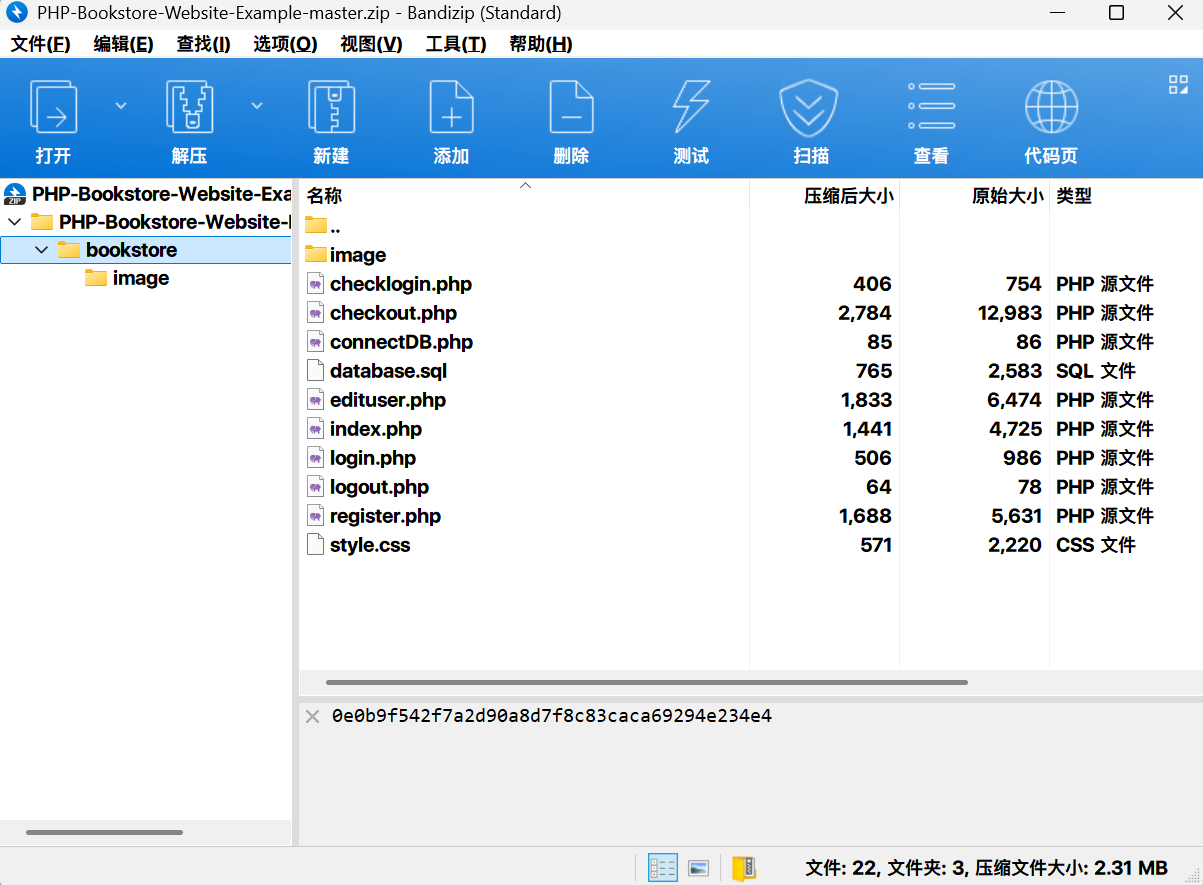 PHP-Bookstore-Website-Example-master.zip - Bandizip (Standard)
文件(F) 编辑(E) 查找(I) 选项(O) 视图(V) 工具(T) 帮助(H)
打开 解压 新建 添加 删除 测试 扫描 查看 代码页
ZIP PHP-Bookstore-Website-Exa
PHP-Bookstore-Website-
bookstore
image
名称 压缩后大小 原始大小 类型
..
image
checklogin.php 406 754 PHP 源文件
checkout.php 2,784 12,983 PHP 源文件
connectDB.php 85 86 PHP 源文件
database.sql 765 2,583 SQL 文件
edituser.php 1,833 6,474 PHP 源文件
index.php 1,441 4,725 PHP 源文件
login.php 506 986 PHP 源文件
logout.php 64 78 PHP 源文件
register.php 1,688 5,631 PHP 源文件
style.css 571 2,220 CSS 文件
0e0b9f542f7a2d90a8d7f8c83caca69294e234e4
文件: 22, 文件夹: 3, 压缩文件大小: 2.31 MB